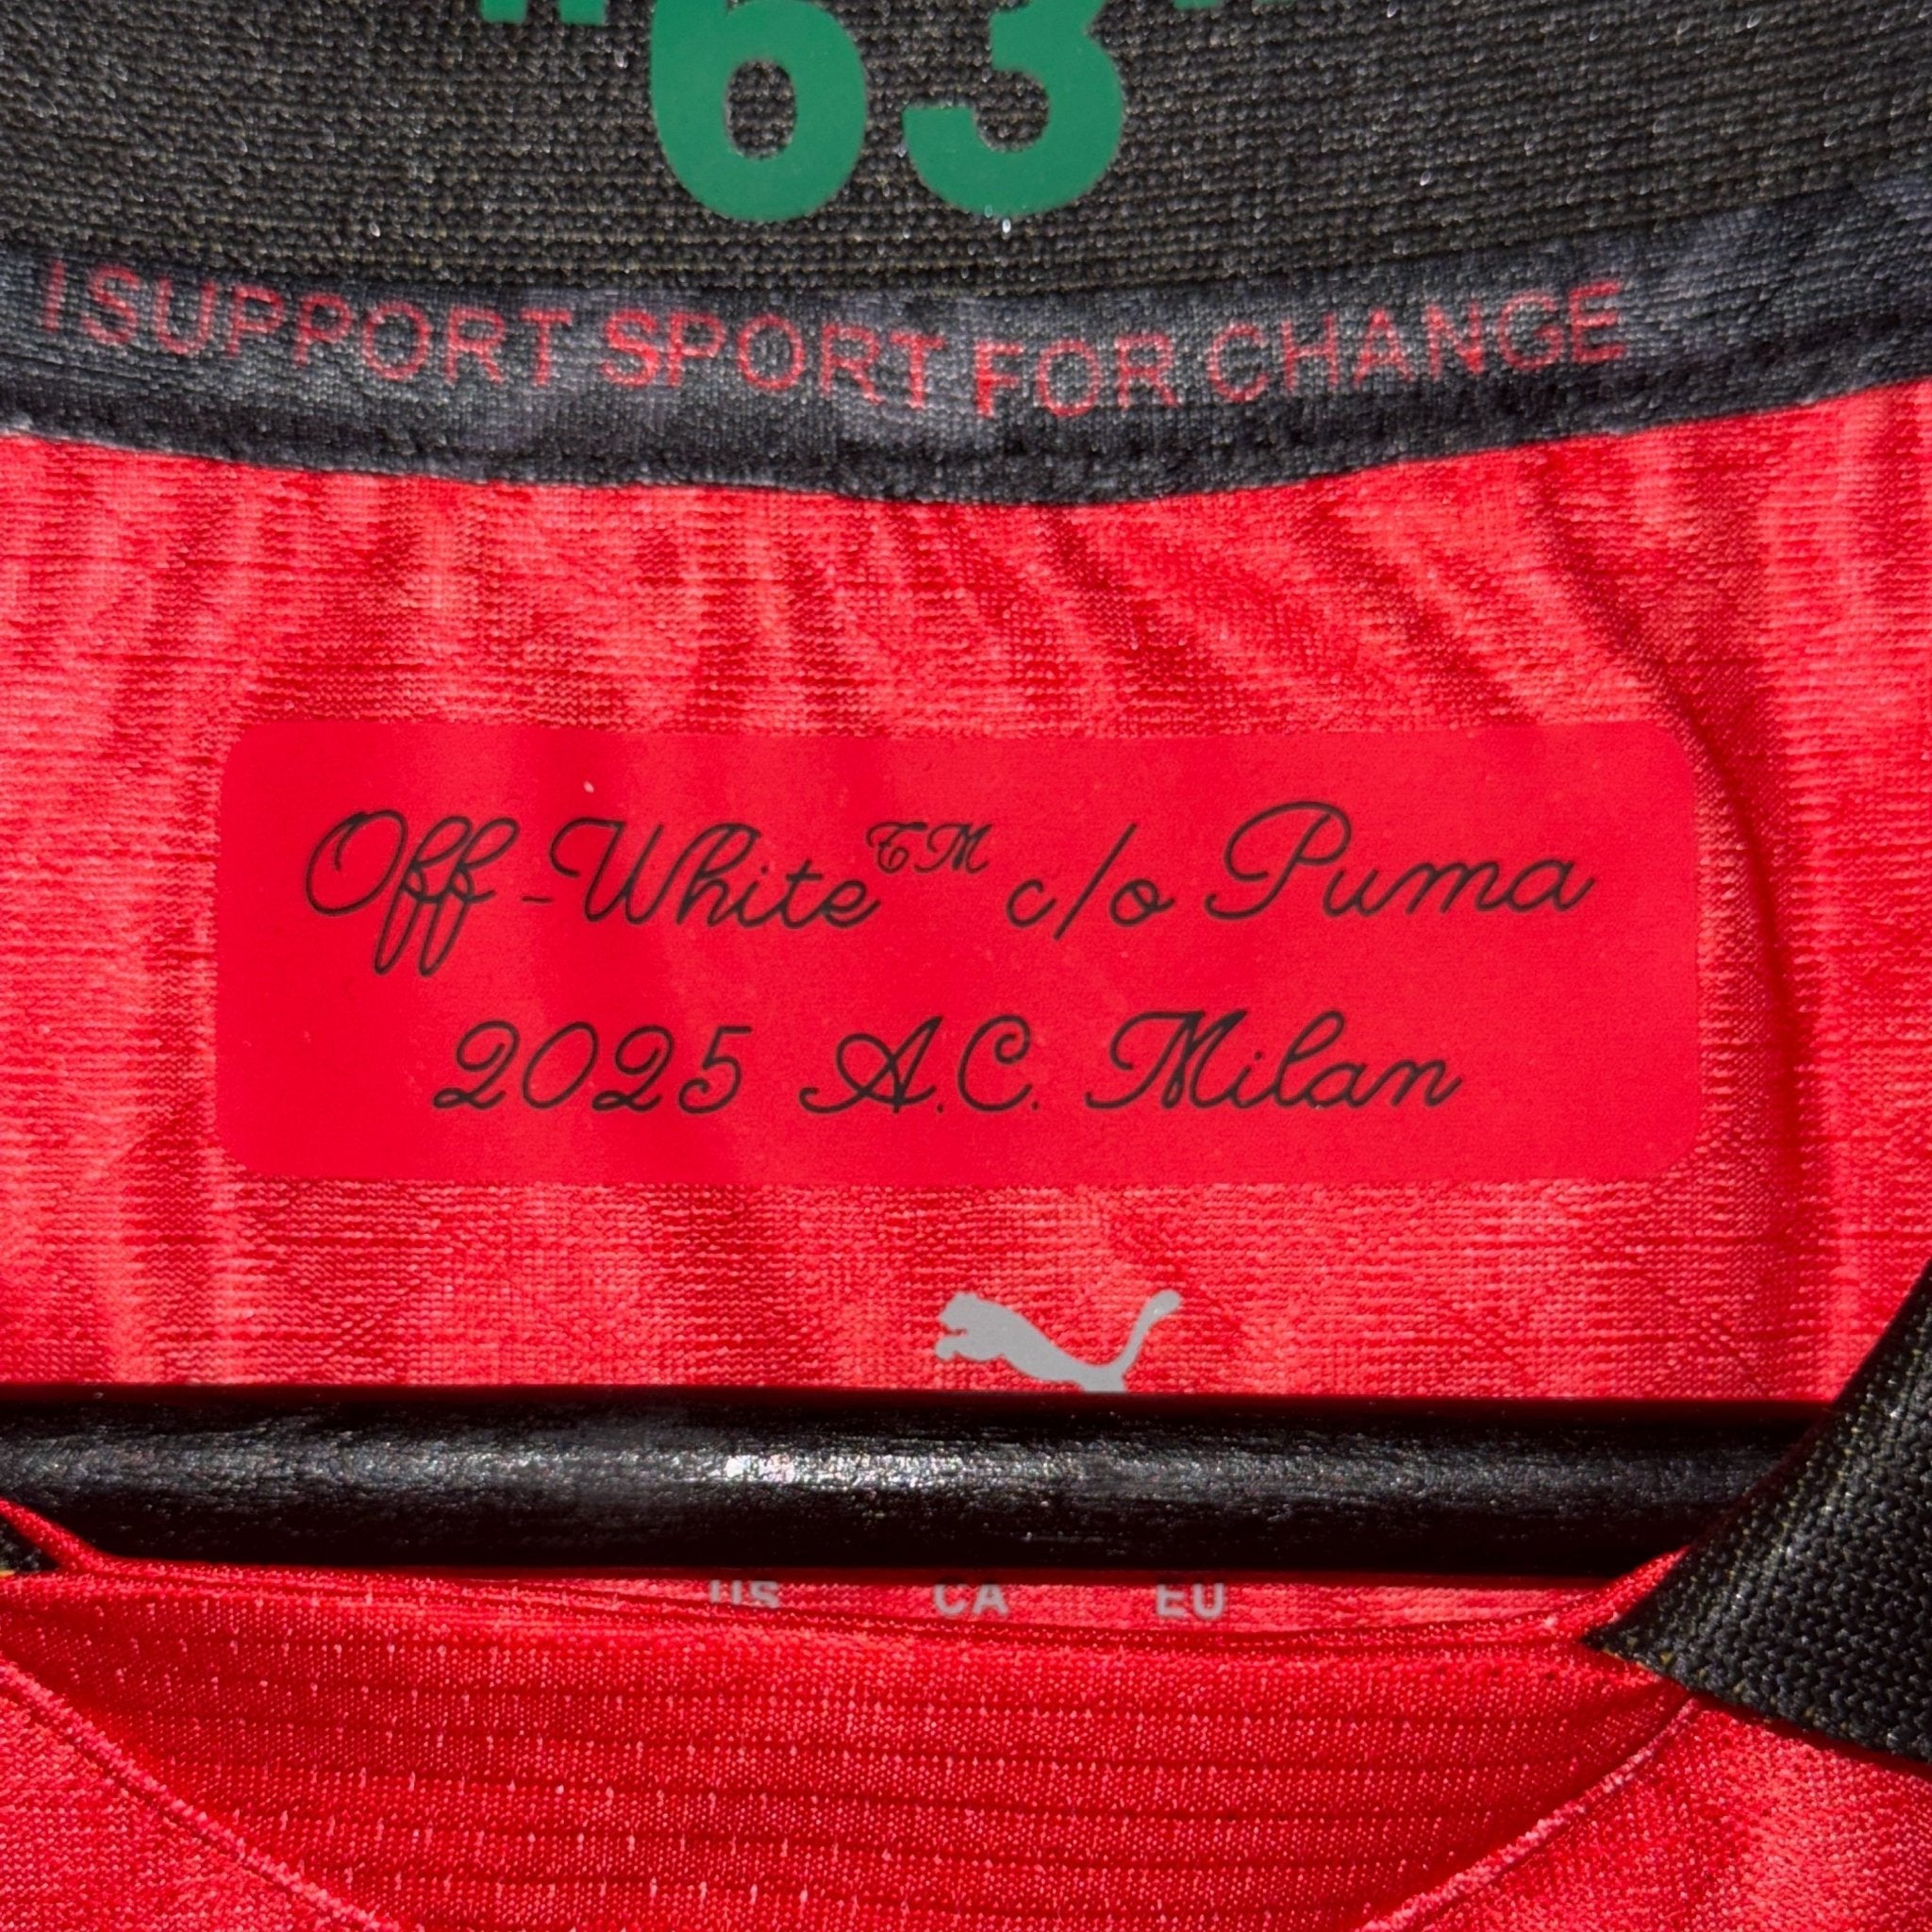 "63"
I SUPPORT SPORT FOR CHANGE
Off-White™ c/o Puma
2025 A.C. Milan
US CA EU